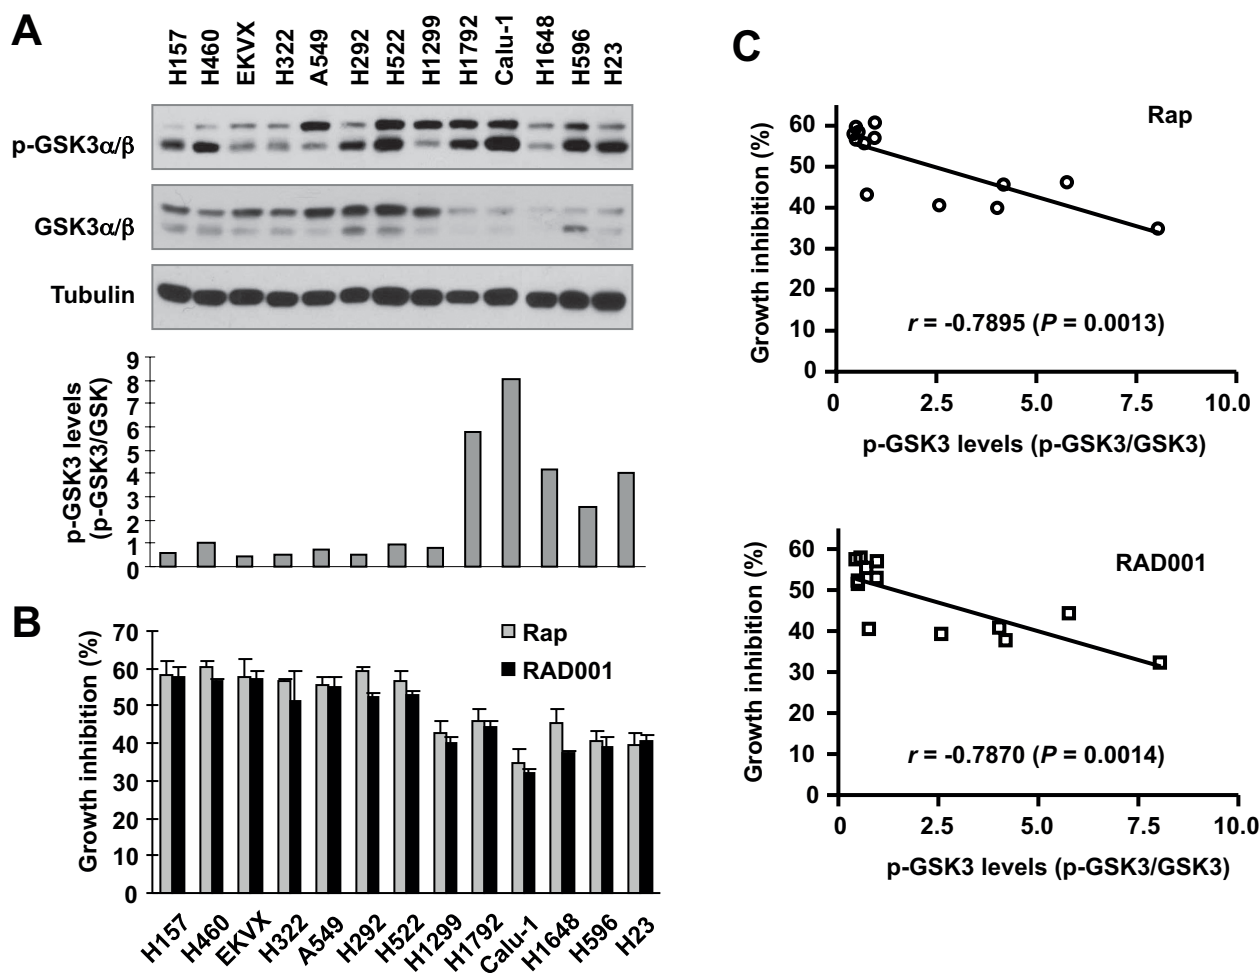 A
H157 H460 EKVX H322 A549 H292 H522 H1299 H1792 Calu-1 H1648 H596 H23
p-GSK3α/β
GSK3α/β
Tubulin
p-GSK3 levels
(p-GSK3/GSK)
9
8
7
6
5
4
3
2
1
0
B
Growth inhibition (%)
70
60
50
40
30
20
10
0
Rap
RAD001
H157 H460 EKVX H322 A549 H292 H522 H1299 H1792 Calu-1 H1648 H596 H23
C
Growth inhibition (%)
60
50
40
30
20
10
0
Rap
r = -0.7895 (P = 0.0013)
0 2.5 5.0 7.5 10.0
p-GSK3 levels (p-GSK3/GSK3)
Growth inhibition (%)
60
50
40
30
20
10
0
RAD001
r = -0.7870 (P = 0.0014)
0 2.5 5.0 7.5 10.0
p-GSK3 levels (p-GSK3/GSK3)